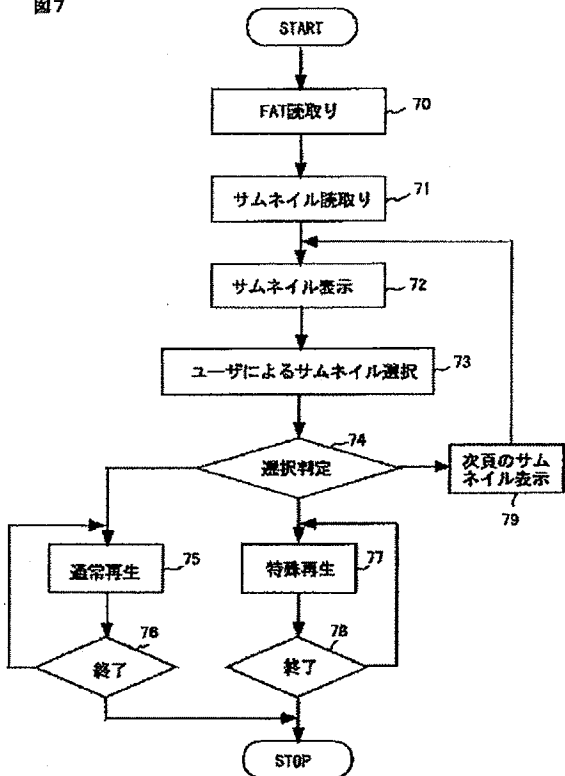 図7
START
FAT読取り
70
サムネイル読取り
71
サムネイル表示
72
ユーザによるサムネイル選択
73
選択判定
74
次頁のサム
ネイル表示
79
通常再生
75
特殊再生
77
終了
76
終了
78
STOP